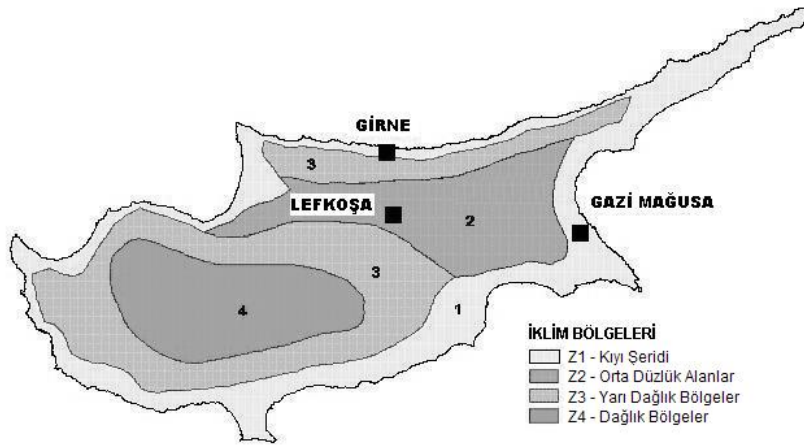 GİRNE
3
LEFKOŞA
2
GAZİ MAĞUSA
3
4
1
İKLİM BÖLGELERİ
Z1 - Kıyı Şeridi
Z2 - Orta Düzlük Alanlar
Z3 - Yarı Dağlık Bölgeler
Z4 - Dağlık Bölgeler